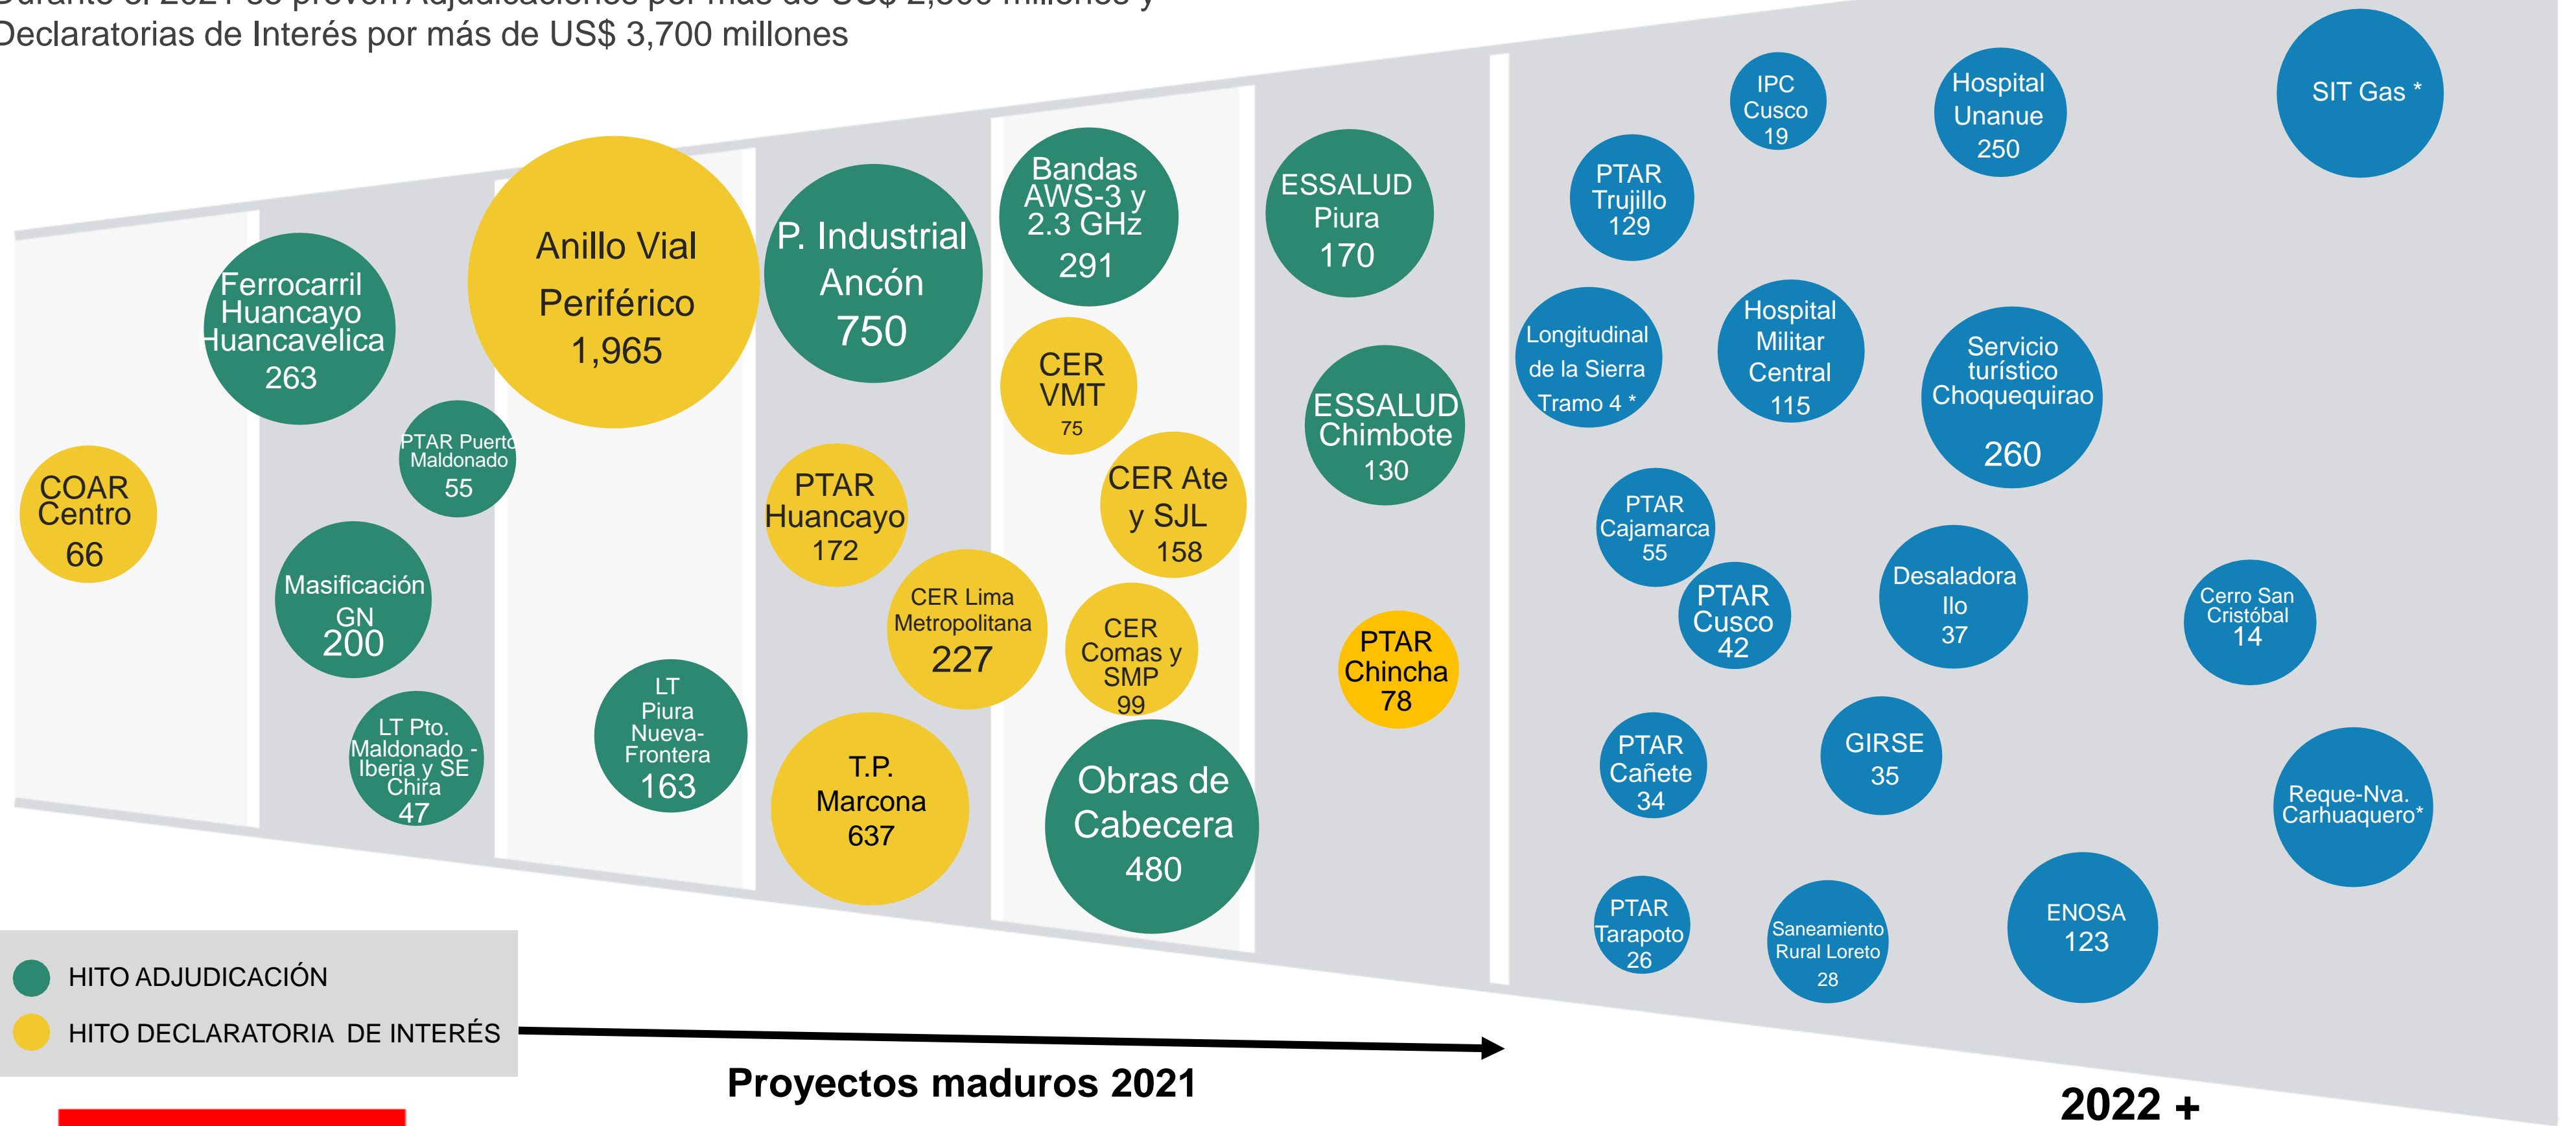 Declaratorias de Interés por más de US$ 3,700 millones
COAR
Centro
66
Ferrocarril
Huancayo
Huancavelica
263
PTAR Puerto
Maldonado
55
Masificación
GN
200
LT Pto.
Maldonado -
Iberia y SE
Chira
47
Anillo Vial
Periférico
1,965
LT
Piura
Nueva-
Frontera
163
P. Industrial
Ancón
750
PTAR
Huancayo
172
CER Lima
Metropolitana
227
T.P.
Marcona
637
Bandas
AWS-3 y
2.3 GHz
291
CER
VMT
75
CER Ate
y SJL
158
CER
Comas y
SMP
99
Obras de
Cabecera
480
ESSALUD
Piura
170
ESSALUD
Chimbote
130
PTAR
Chincha
78
IPC
Cusco
19
Hospital
Unanue
250
SIT Gas *
PTAR
Trujillo
129
Longitudinal
de la Sierra
Tramo 4 *
Hospital
Militar
Central
115
Servicio
turístico
Choquequirao
260
PTAR
Cajamarca
55
PTAR
Cusco
42
Desaladora
Ilo
37
Cerro San
Cristóbal
14
PTAR
Cañete
34
GIRSE
35
Reque-Nva.
Carhuaquero*
PTAR
Tarapoto
26
Saneamiento
Rural Loreto
28
ENOSA
123
HITO ADJUDICACIÓN
HITO DECLARATORIA DE INTERÉS
Proyectos maduros 2021
2022 +